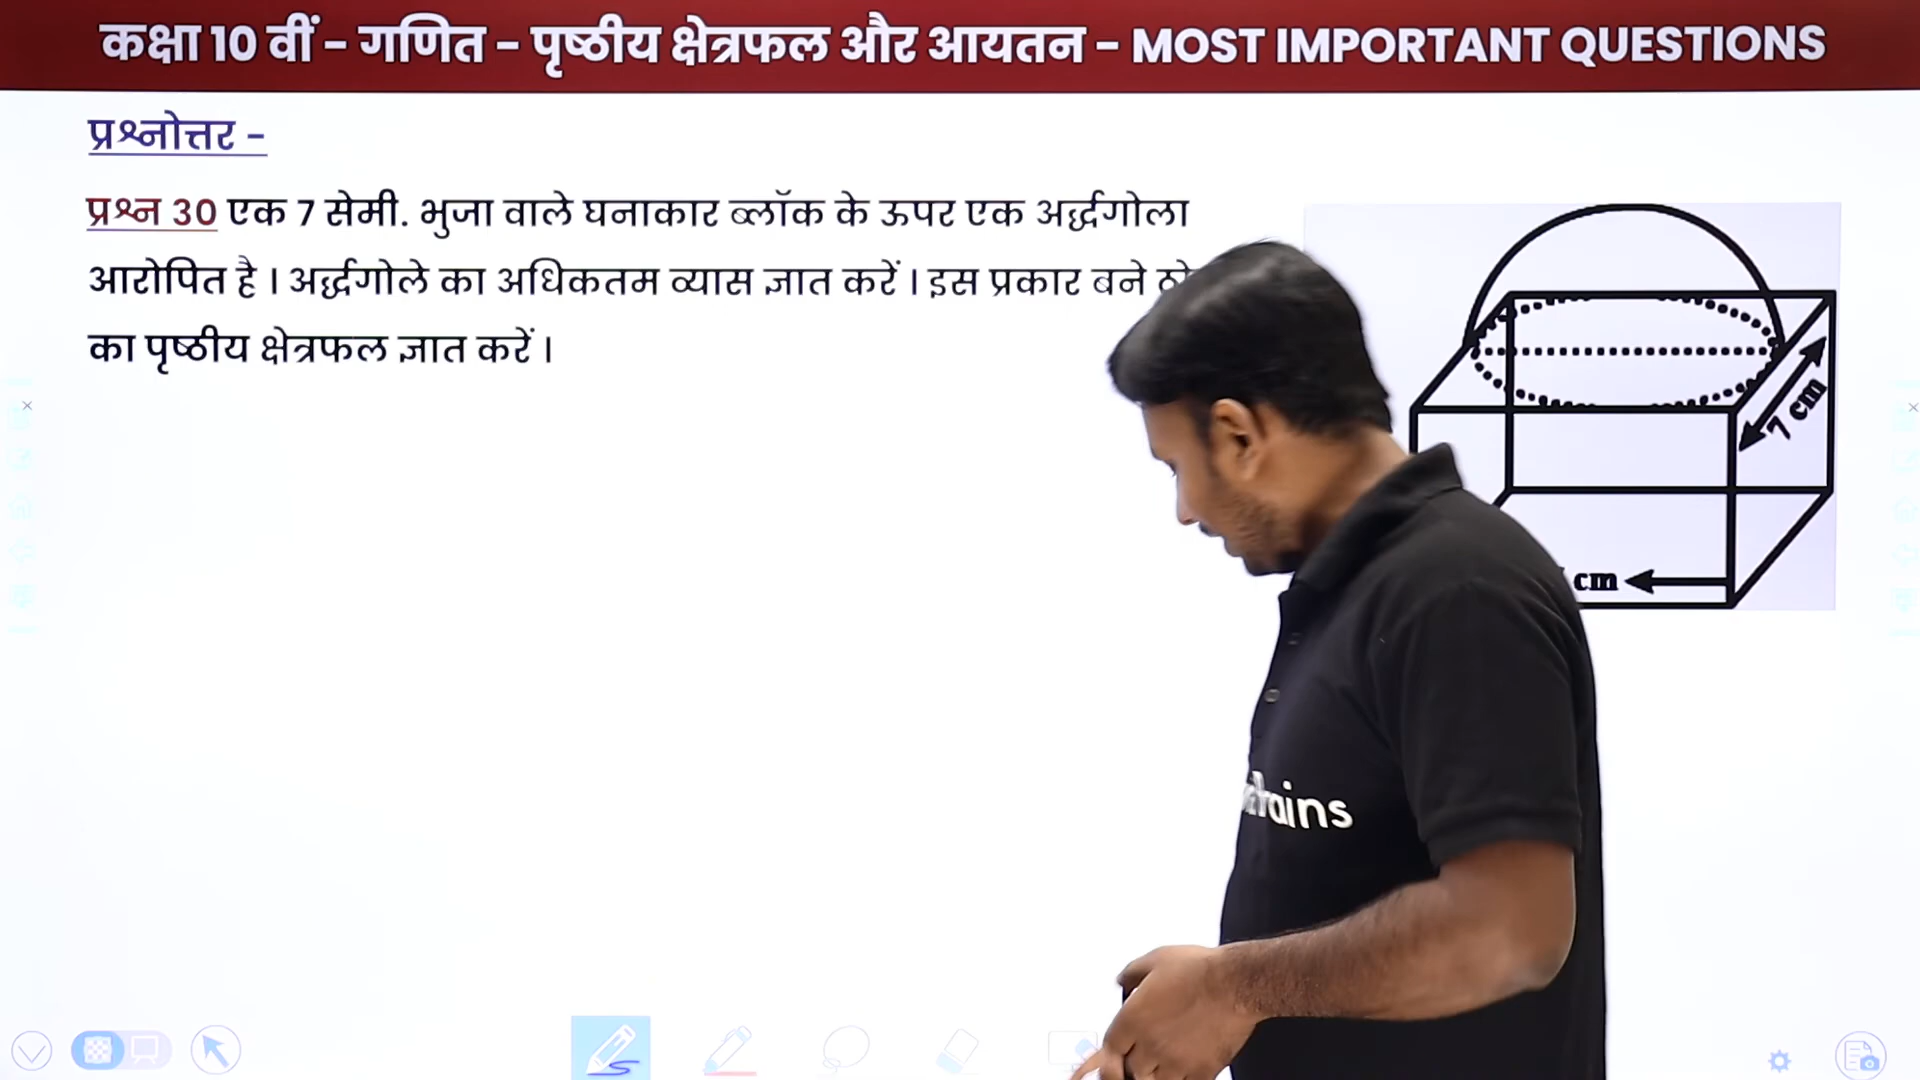 कक्षा 10 वीं - गणित - पृष्ठीय क्षेत्रफल और आयतन - MOST IMPORTANT QUESTIONS
प्रश्नोत्तर -
प्रश्न 30 एक 7 सेमी. भुजा वाले घनाकार ब्लॉक के ऊपर एक अर्द्धगोला
आरोपित है। अर्द्धगोले का अधिकतम व्यास ज्ञात करें। इस प्रकार बने
का पृष्ठीय क्षेत्रफल ज्ञात करें।
7 cm
cm